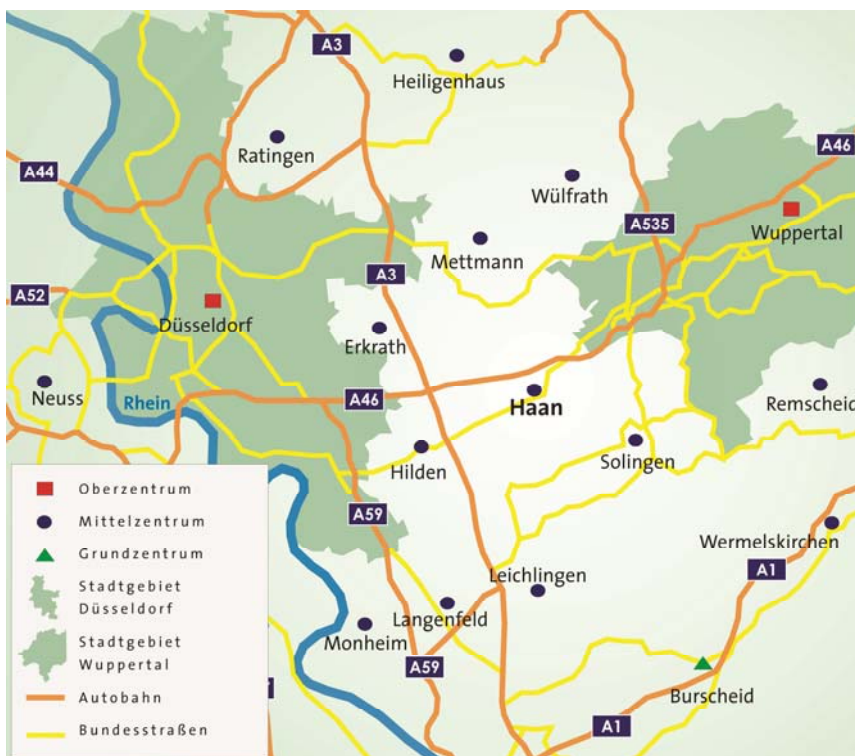 A3
Heiligenhaus
Ratingen
A46
A44
Wülfrath
A535
Wuppertal
Mettmann
A3
A52
Düsseldorf
Erkrath
Neuss
Rhein
A46
Haan
Remscheid
Hilden
Solingen
A59
Wermelskirchen
A1
Leichlingen
Langenfeld
Monheim
A59
Burscheid
A1
Oberzentrum
Mittelzentrum
Grundzentrum
Stadtgebiet
Düsseldorf
Stadtgebiet
Wuppertal
Autobahn
Bundesstraßen